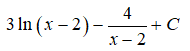 3 ln (x − 2) − 4/(x − 2) + C